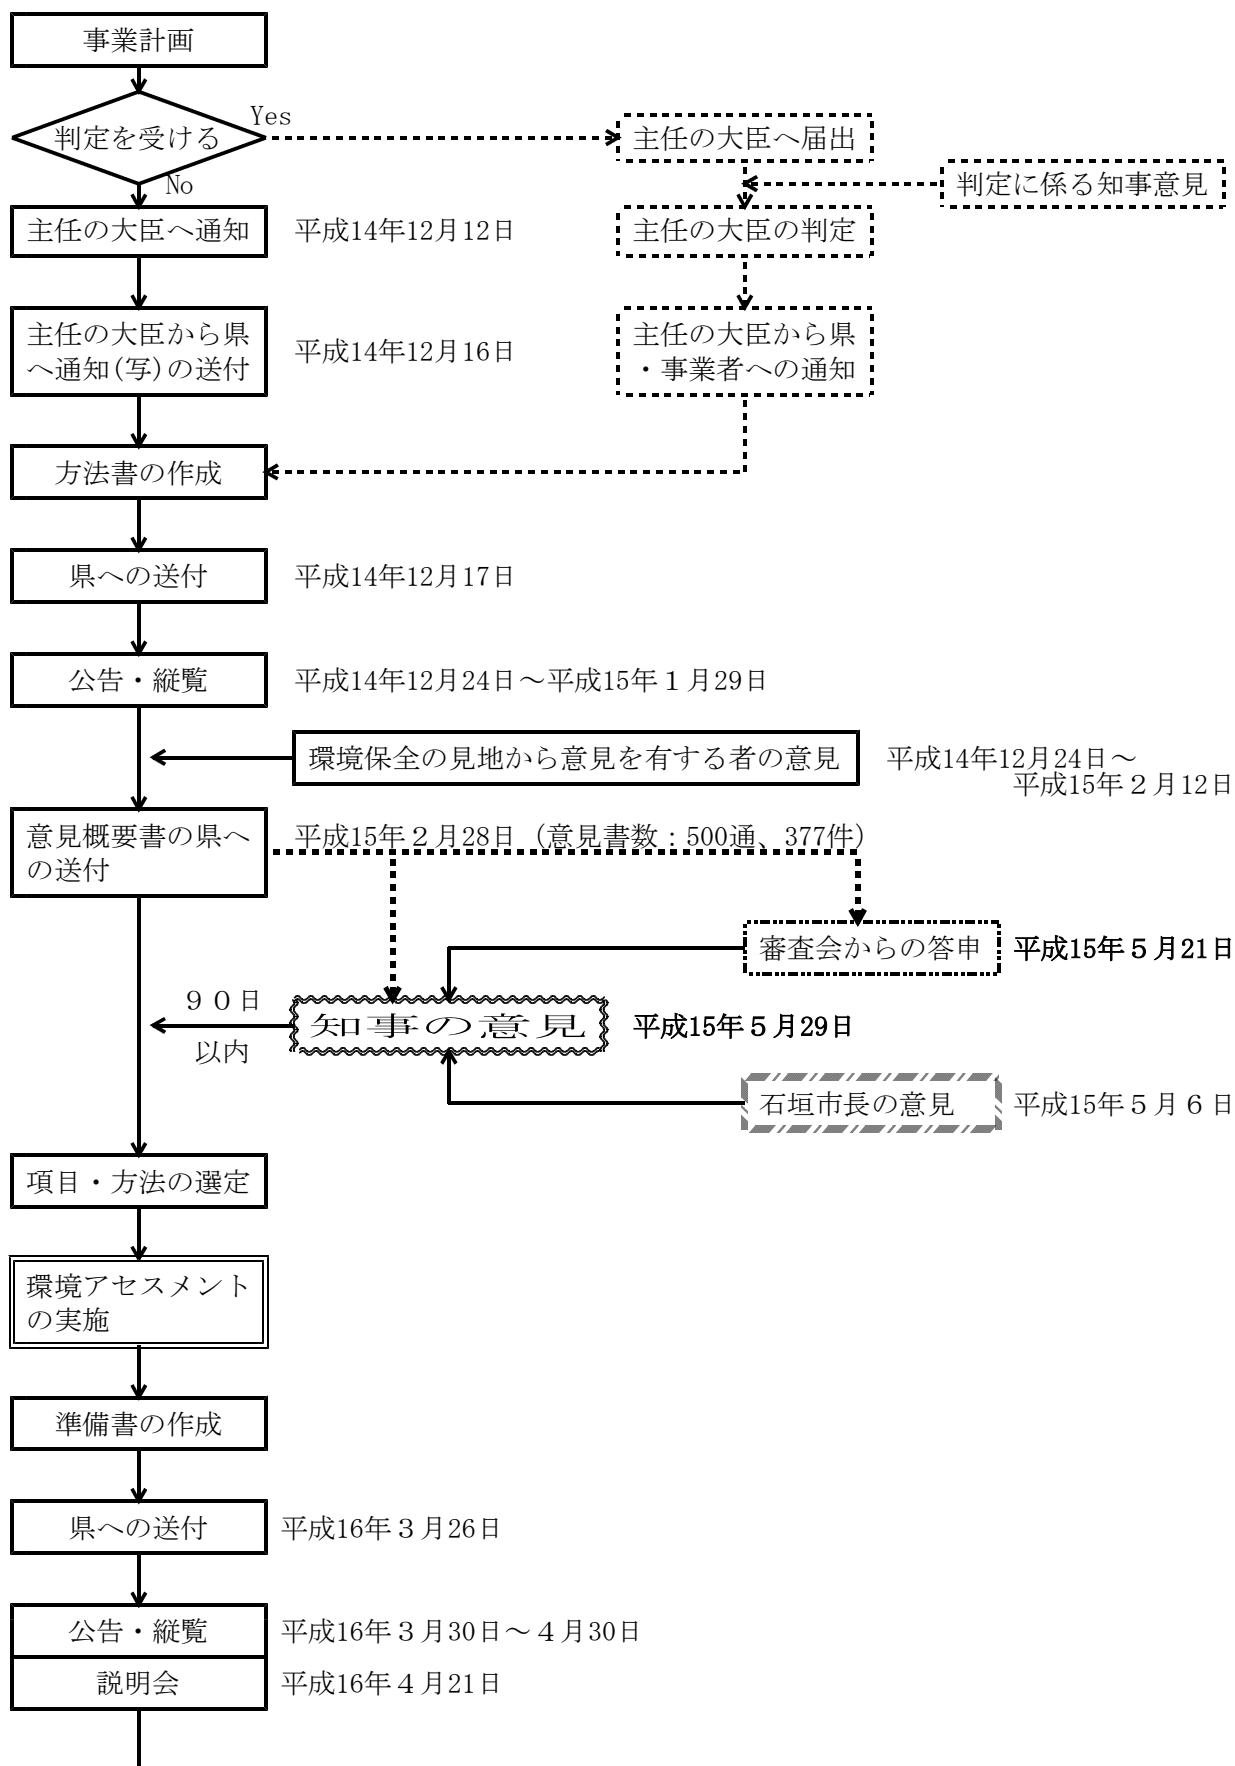 事業計画
判定を受ける
Yes
主任の大臣へ届出
No
判定に係る知事意見
主任の大臣へ通知
平成14年12月12日
主任の大臣の判定
主任の大臣から県
へ通知(写)の送付
平成14年12月16日
主任の大臣から県
・事業者への通知
方法書の作成
県への送付
平成14年12月17日
公告・縦覧
平成14年12月24日～平成15年１月29日
環境保全の見地から意見を有する者の意見
平成14年12月24日～
平成15年２月12日
意見概要書の県へ
の送付
平成15年２月28日（意見書数：500通、377件）
審査会からの答申
平成15年５月21日
９０日
以内
知事の意見
平成15年５月29日
石垣市長の意見
平成15年５月６日
項目・方法の選定
環境アセスメント
の実施
準備書の作成
県への送付
平成16年３月26日
公告・縦覧
平成16年３月30日～４月30日
説明会
平成16年４月21日